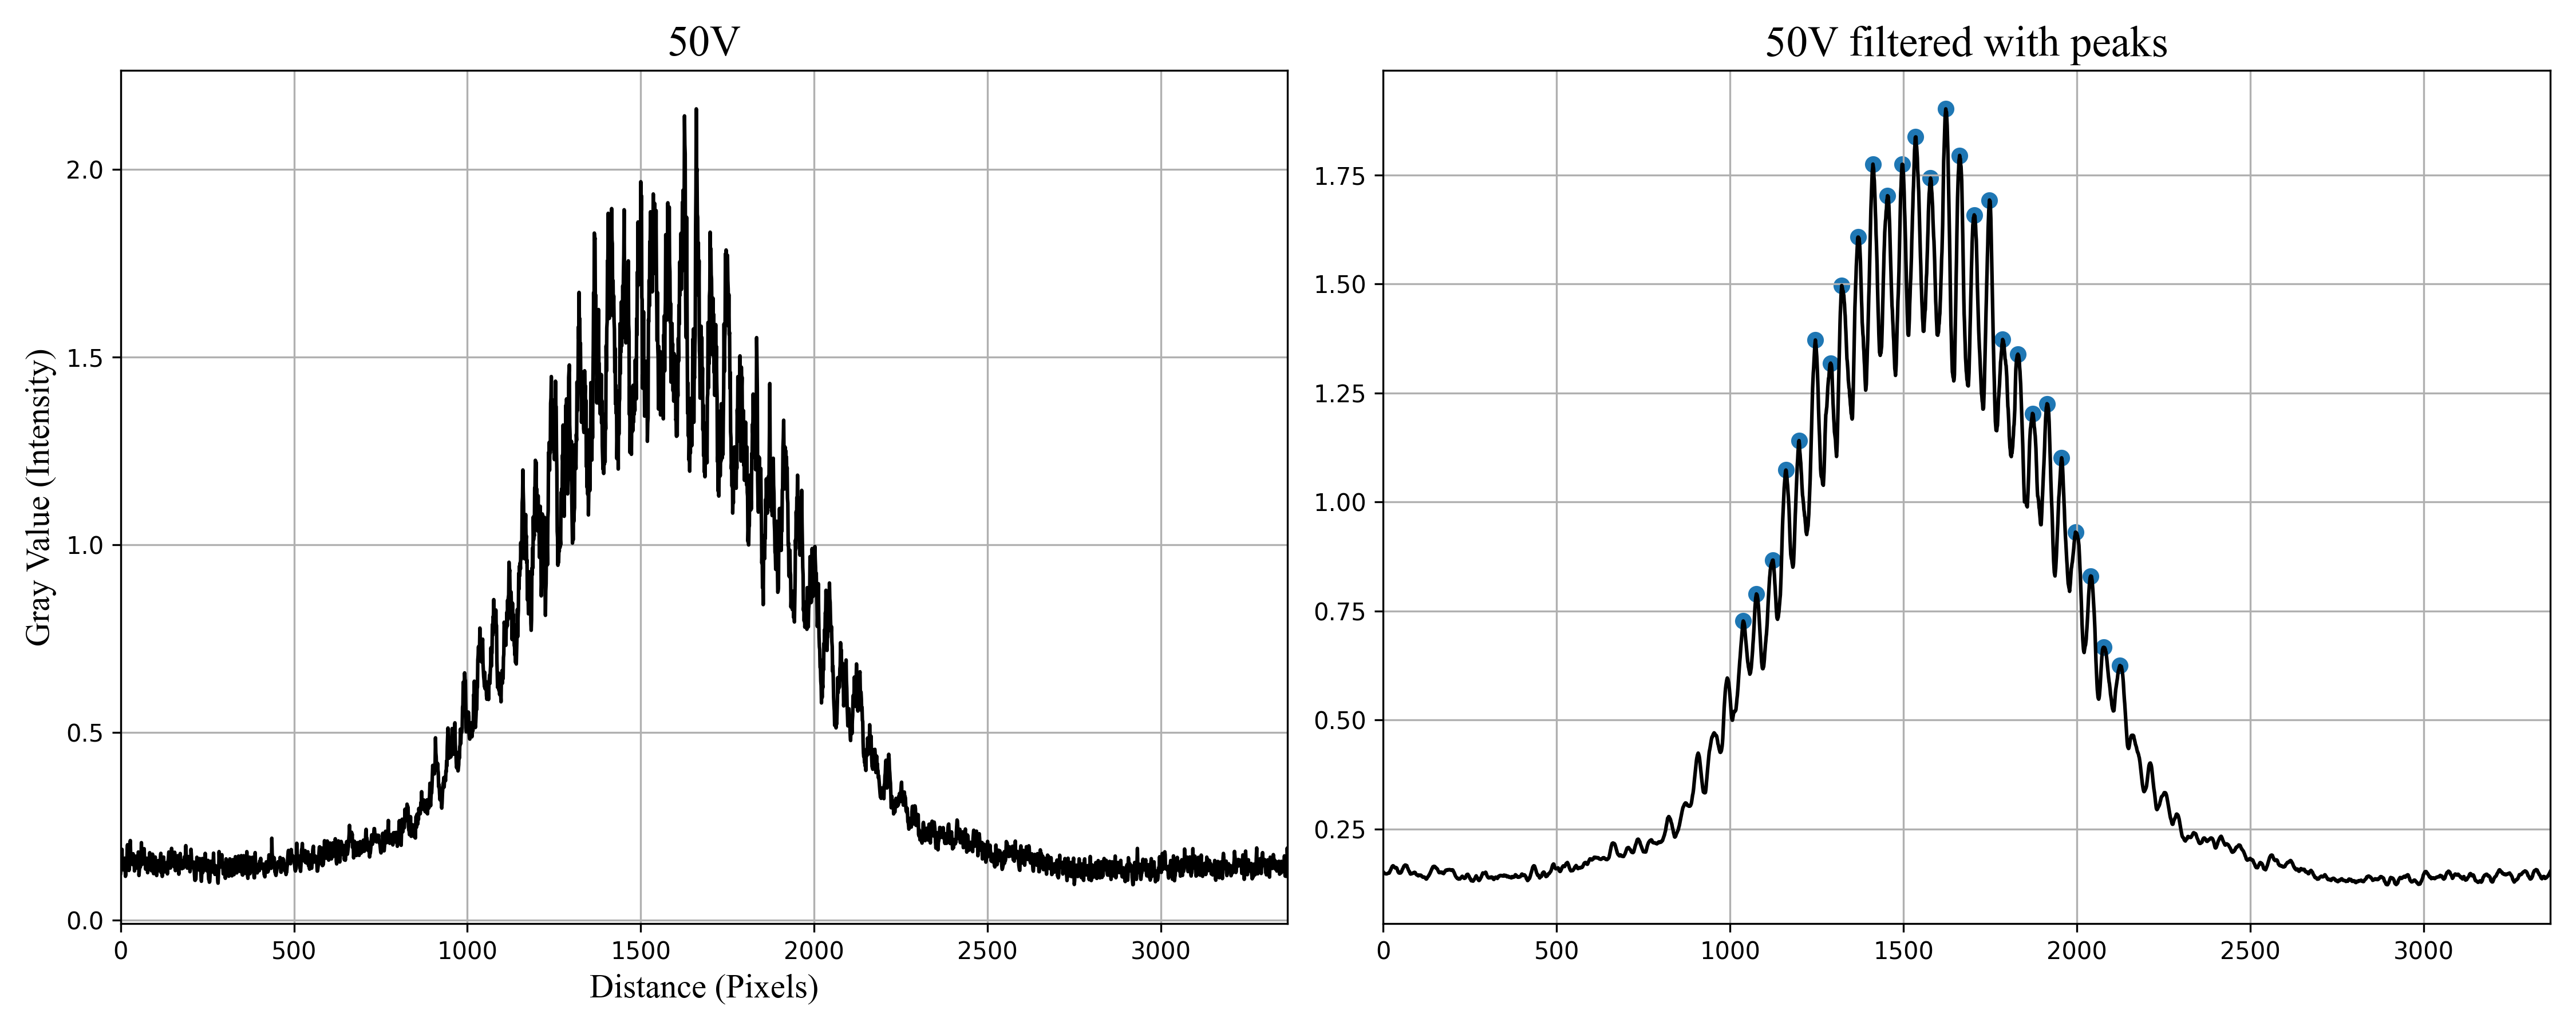 50V
50V filtered with peaks
Gray Value (Intensity)
2.0
1.5
1.0
0.5
0.0
0 500 1000 1500 2000 2500 3000
Distance (Pixels)
1.75
1.50
1.25
1.00
0.75
0.50
0.25
0 500 1000 1500 2000 2500 3000